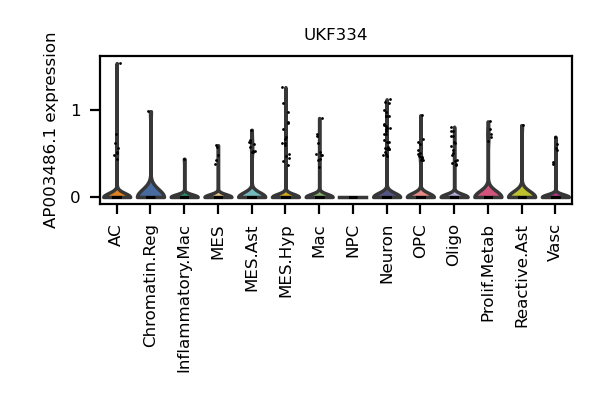 UKF334
AP003486.1 expression
1
0
AC
Chromatin.Reg
Inflammatory.Mac
MES
MES.Ast
MES.Hyp
Mac
NPC
Neuron
OPC
Oligo
Prolif.Metab
Reactive.Ast
Vasc